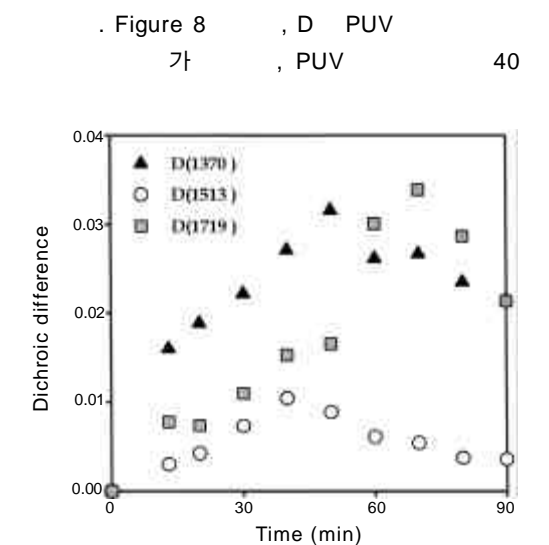 . Figure 8 , D PUV
가 , PUV 40
0.04
D(1370)
D(1513)
0.03
D(1719)
0.02
0.01
0.00
0 30 60 90
Dichroic difference
Time (min)